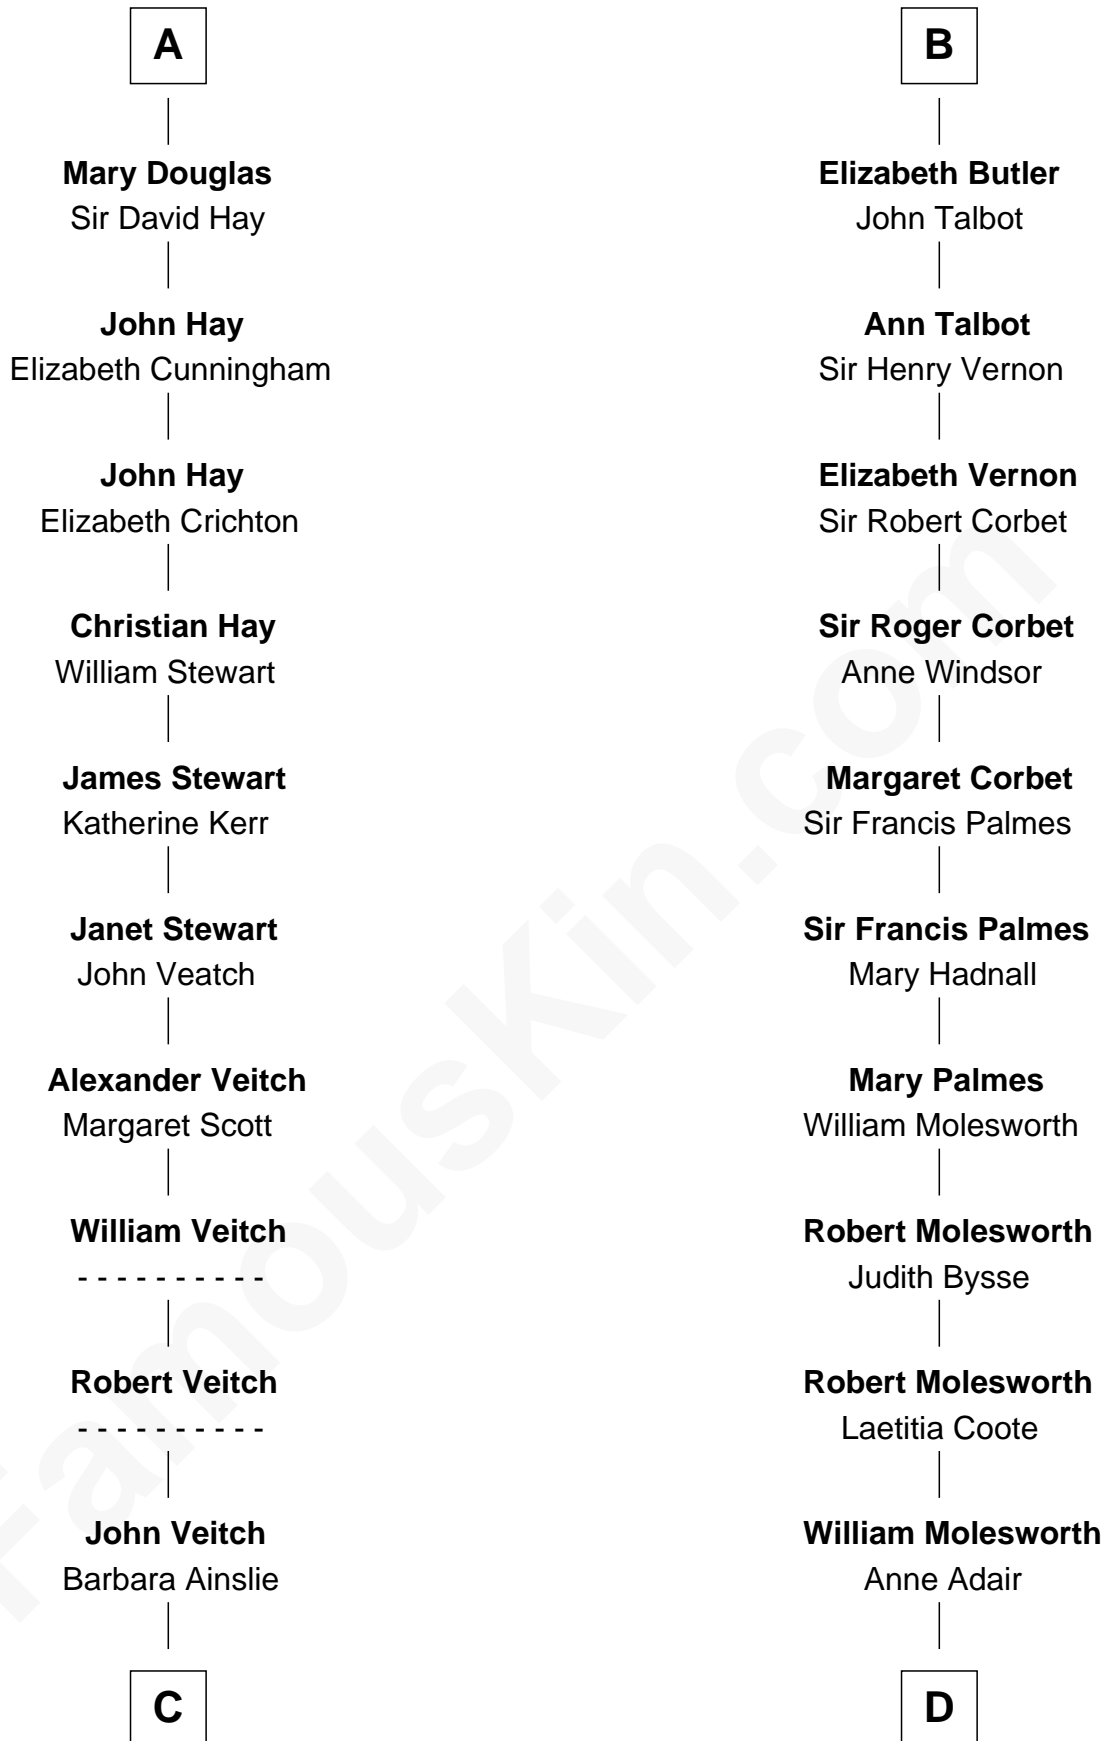 A
Mary Douglas
Sir David Hay
John Hay
Elizabeth Cunningham
John Hay
Elizabeth Crichton
Christian Hay
William Stewart
James Stewart
Katherine Kerr
Janet Stewart
John Veatch
Alexander Veitch
Margaret Scott
William Veitch
- - - - - - - - - -
Robert Veitch
- - - - - - - - - -
John Veitch
Barbara Ainslie
C
B
Elizabeth Butler
John Talbot
Ann Talbot
Sir Henry Vernon
Elizabeth Vernon
Sir Robert Corbet
Sir Roger Corbet
Anne Windsor
Margaret Corbet
Sir Francis Palmes
Sir Francis Palmes
Mary Hadnall
Mary Palmes
William Molesworth
Robert Molesworth
Judith Bysse
Robert Molesworth
Laetitia Coote
William Molesworth
Anne Adair
D
FamousKin.com